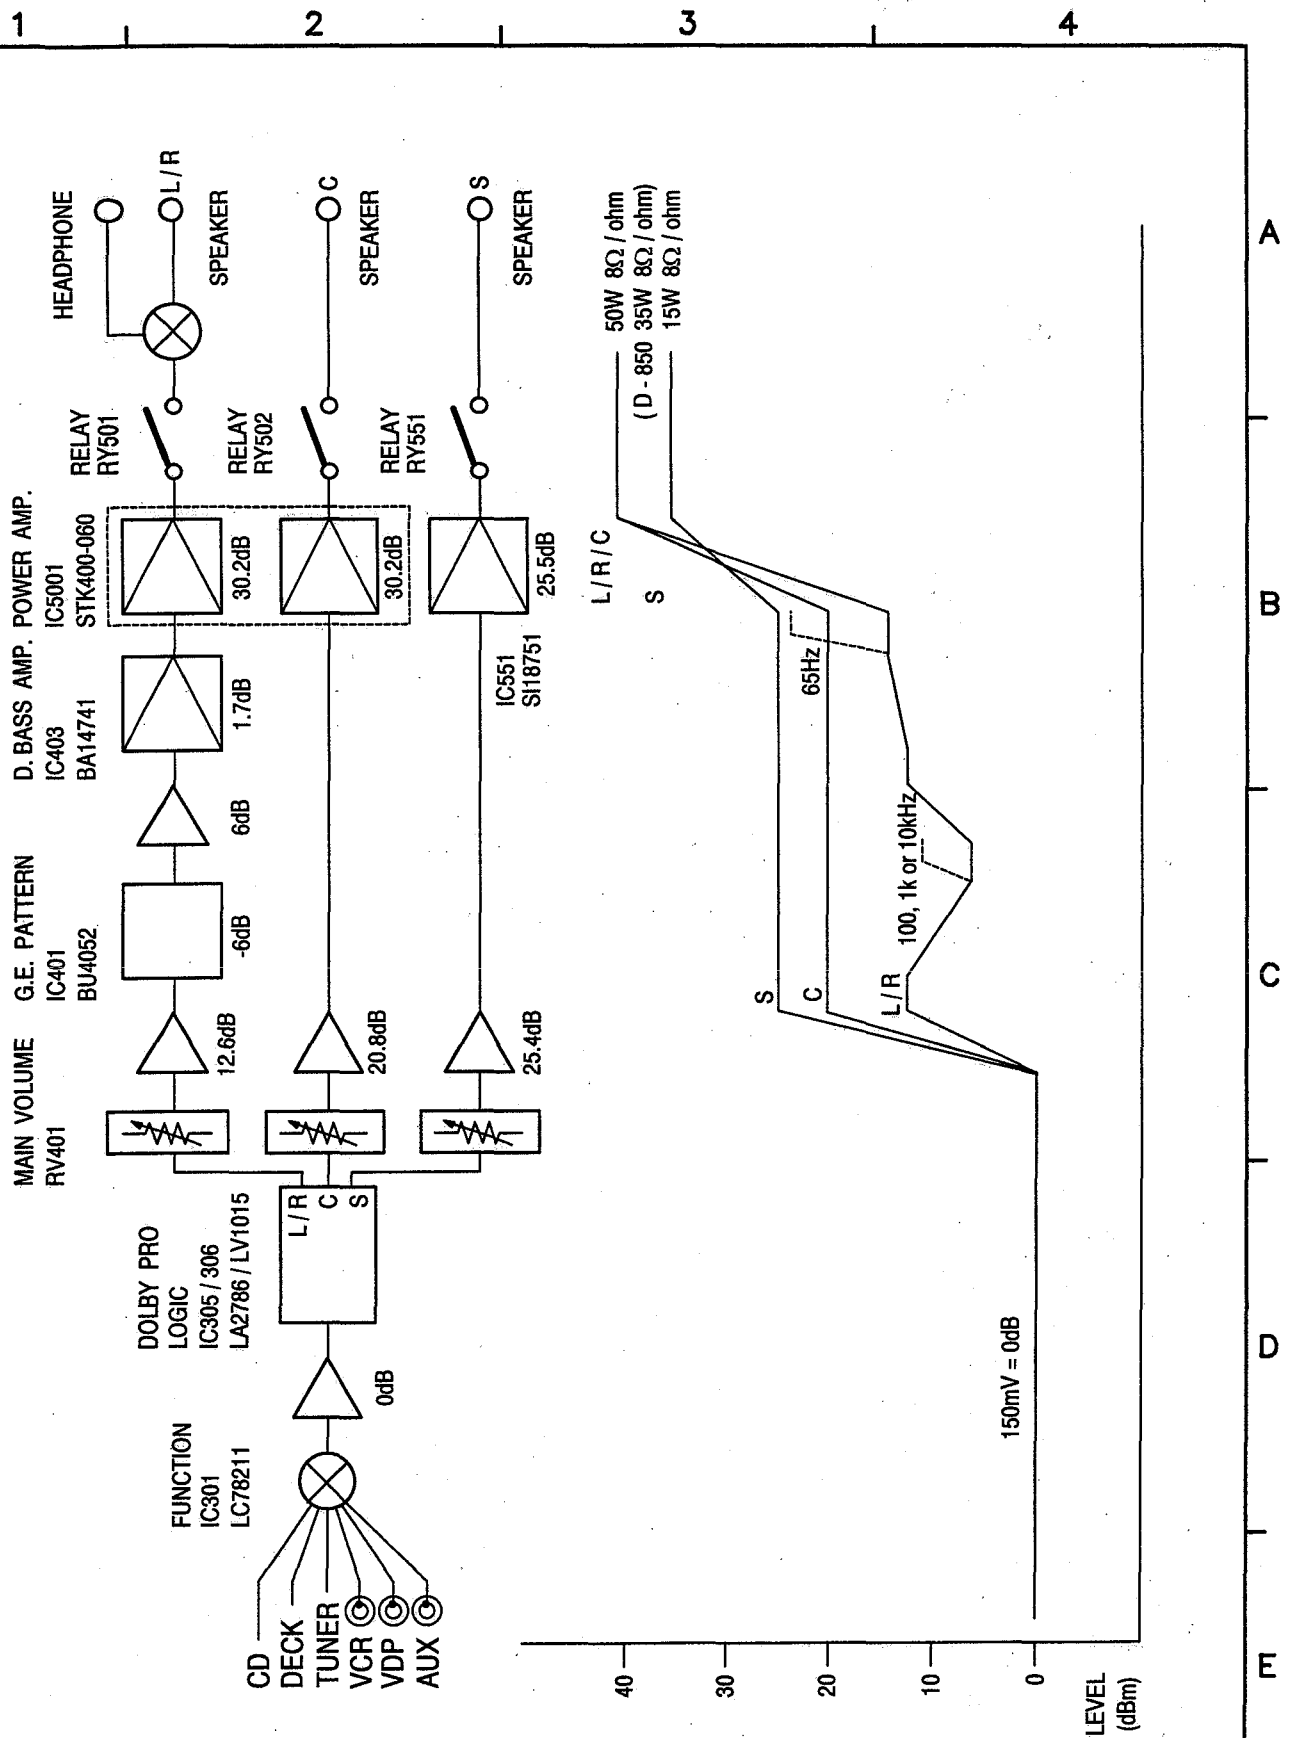 1
2
3
4
A
B
C
D
E
CD
DECK
TUNER
VCR
VDP
AUX
FUNCTION
IC301
LC78211
0dB
DOLBY PRO
LOGIC
IC305 / 306
LA2786 / LV1015
L / R
C
S
MAIN VOLUME
RV401
12.6dB
20.8dB
25.4dB
G.E. PATTERN
IC401
BU4052
-6dB
6dB
D. BASS AMP.
IC403
BA14741
1.7dB
POWER AMP.
IC5001
STK400-060
30.2dB
30.2dB
25.5dB
IC551
SI18751
RELAY
RY501
RELAY
RY502
RELAY
RY551
HEADPHONE
L / R
SPEAKER
C
SPEAKER
S
SPEAKER
L / R / C
S
50W 8Ω / ohm
(D - 850 35W 8Ω / ohm)
15W 8Ω / ohm
65Hz
100, 1k or 10kHz
S
C
L / R
150mV = 0dB
40
30
20
10
0
LEVEL
(dBm)